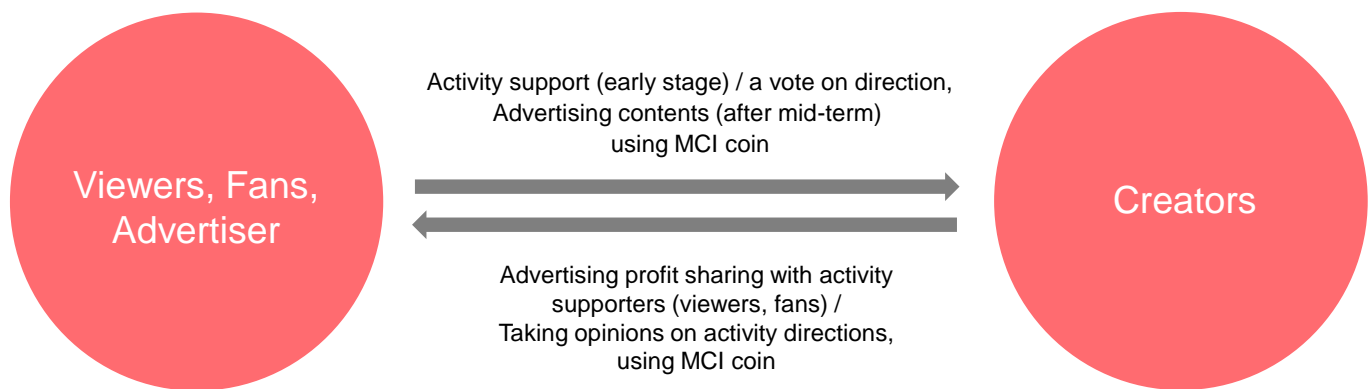 Activity support (early stage) / a vote on direction,
Advertising contents (after mid-term)
using MCI coin
Viewers, Fans,
Advertiser
Creators
Advertising profit sharing with activity
supporters (viewers, fans) /
Taking opinions on activity directions,
using MCI coin